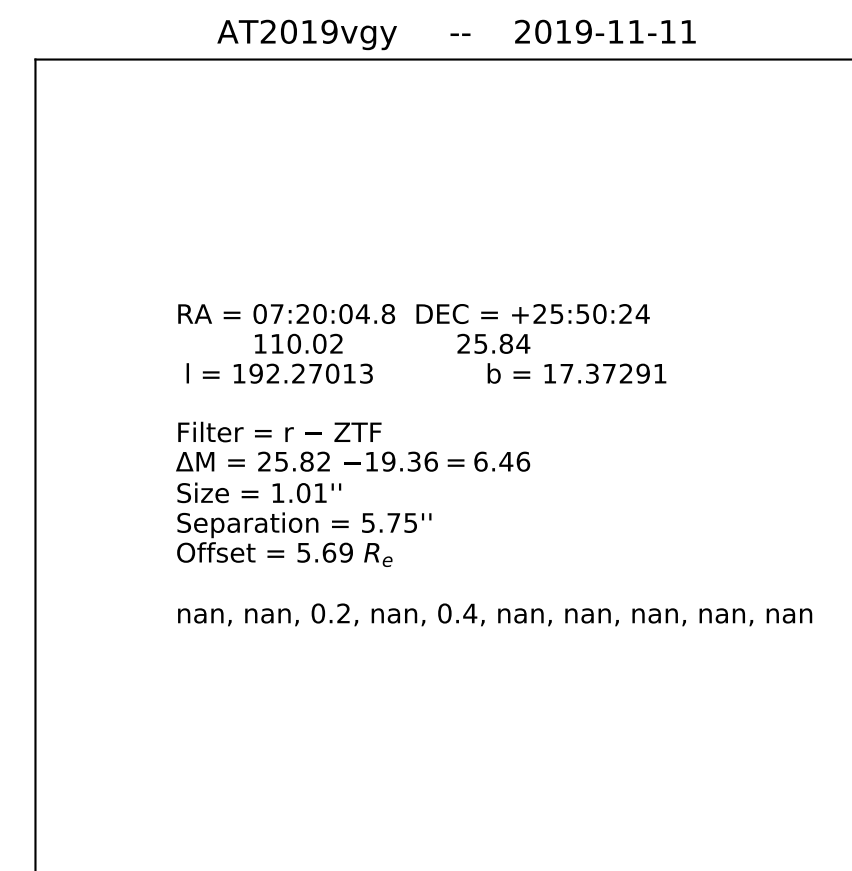 AT2019vgy -- 2019-11-11
RA = 07:20:04.8 DEC = +25:50:24
110.02 25.84
l = 192.27013 b = 17.37291
Filter = r − ZTF
ΔM = 25.82 −19.36 = 6.46
Size = 1.01''
Separation = 5.75''
Offset = 5.69 Re
nan, nan, 0.2, nan, 0.4, nan, nan, nan, nan, nan